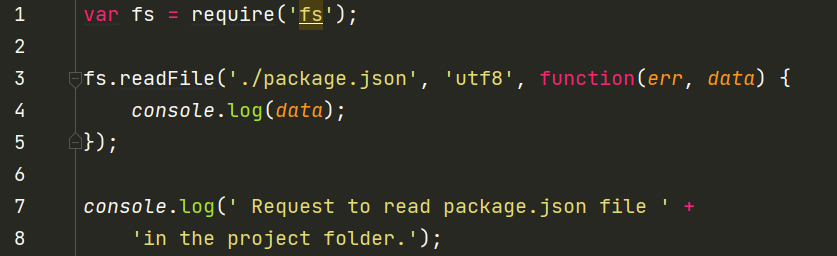 1 var fs = require('fs');
2
3 fs.readFile('./package.json', 'utf8', function(err, data) {
4     console.log(data);
5 });
6
7 console.log(' Request to read package.json file ' +
8     'in the project folder.');